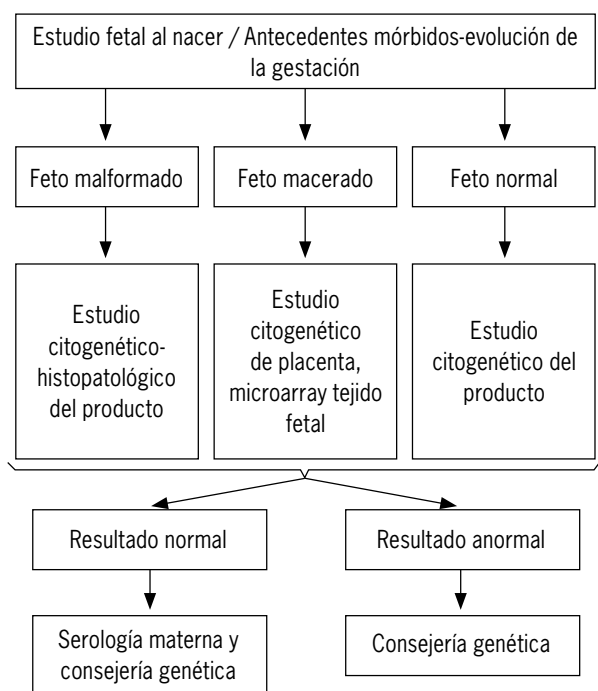 Estudio fetal al nacer / Antecedentes mórbidos-evolución de
la gestación
Feto malformado
Feto macerado
Feto normal
Estudio
citogenético-
histopatológico
del producto
Estudio
citogenético
de placenta,
microarray tejido
fetal
Estudio
citogenético del
producto
Resultado normal
Resultado anormal
Serología materna y
consejería genética
Consejería genética